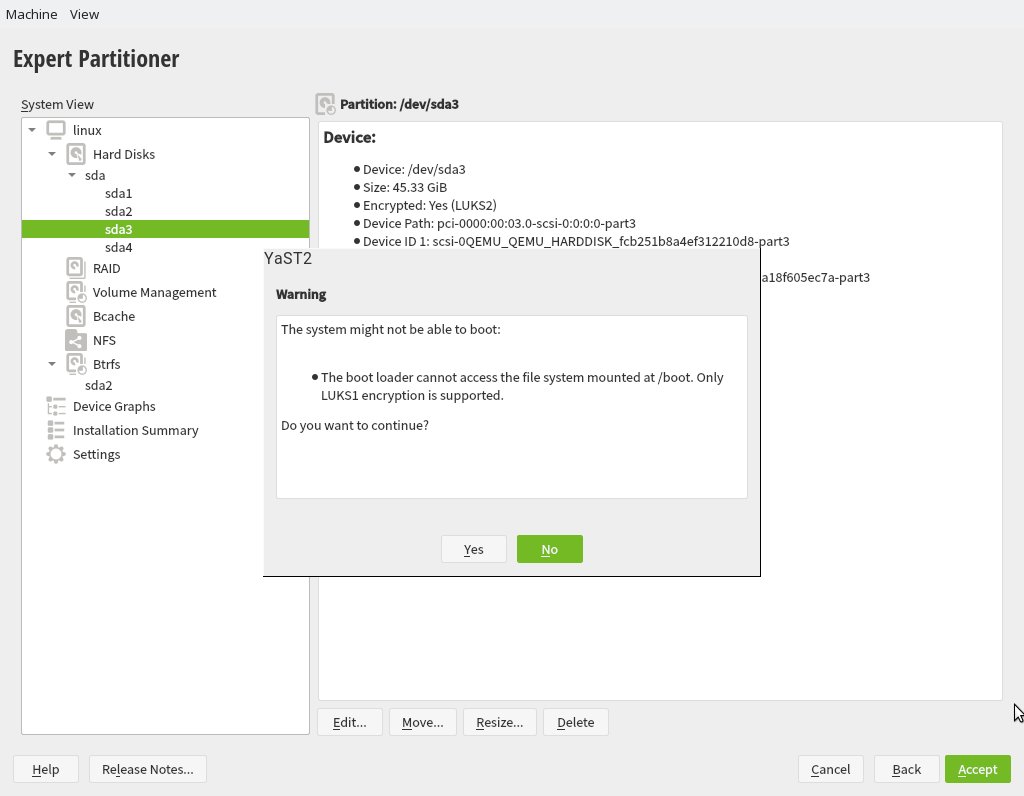 Machine View
Expert Partitioner
System View
linux
Hard Disks
sda
sda1
sda2
sda3
sda4
RAID
Volume Management
Bcache
NFS
Btrfs
sda2
Device Graphs
Installation Summary
Settings
Partition: /dev/sda3
Device:
Device: /dev/sda3
Size: 45.33 GiB
Encrypted: Yes (LUKS2)
Device Path: pci-0000:00:03.0-scsi-0:0:0:0-part3
Device ID 1: scsi-0QEMU_QEMU_HARDDISK_fcb251b8a4ef312210d8-part3
a18f605ec7a-part3
YaST2
Warning
The system might not be able to boot:
The boot loader cannot access the file system mounted at /boot. Only
LUKS1 encryption is supported.
Do you want to continue?
Yes No
Edit... Move... Resize... Delete
Help Release Notes... Cancel Back Accept